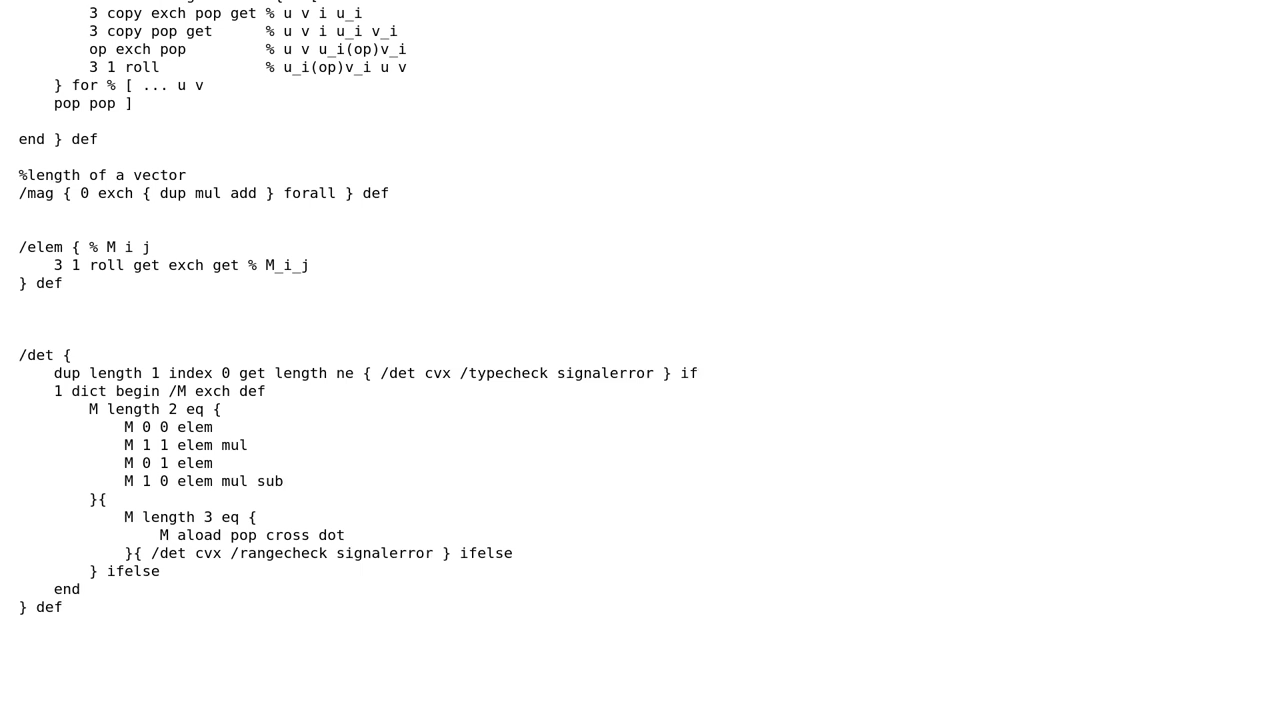 3 copy exch pop get % u v i u_i
3 copy pop get      % u v i u_i v_i
op exch pop         % u v u_i(op)v_i
3 1 roll            % u_i(op)v_i u v
} for % [ ... u v
pop pop ]
end } def
%length of a vector
/mag { 0 exch { dup mul add } forall } def
/elem { % M i j
3 1 roll get exch get % M_i_j
} def
/det {
dup length 1 index 0 get length ne { /det cvx /typecheck signalerror } if
1 dict begin /M exch def
M length 2 eq {
M 0 0 elem
M 1 1 elem mul
M 0 1 elem
M 1 0 elem mul sub
}{
M length 3 eq {
M aload pop cross dot
}{ /det cvx /rangecheck signalerror } ifelse
} ifelse
end
} def